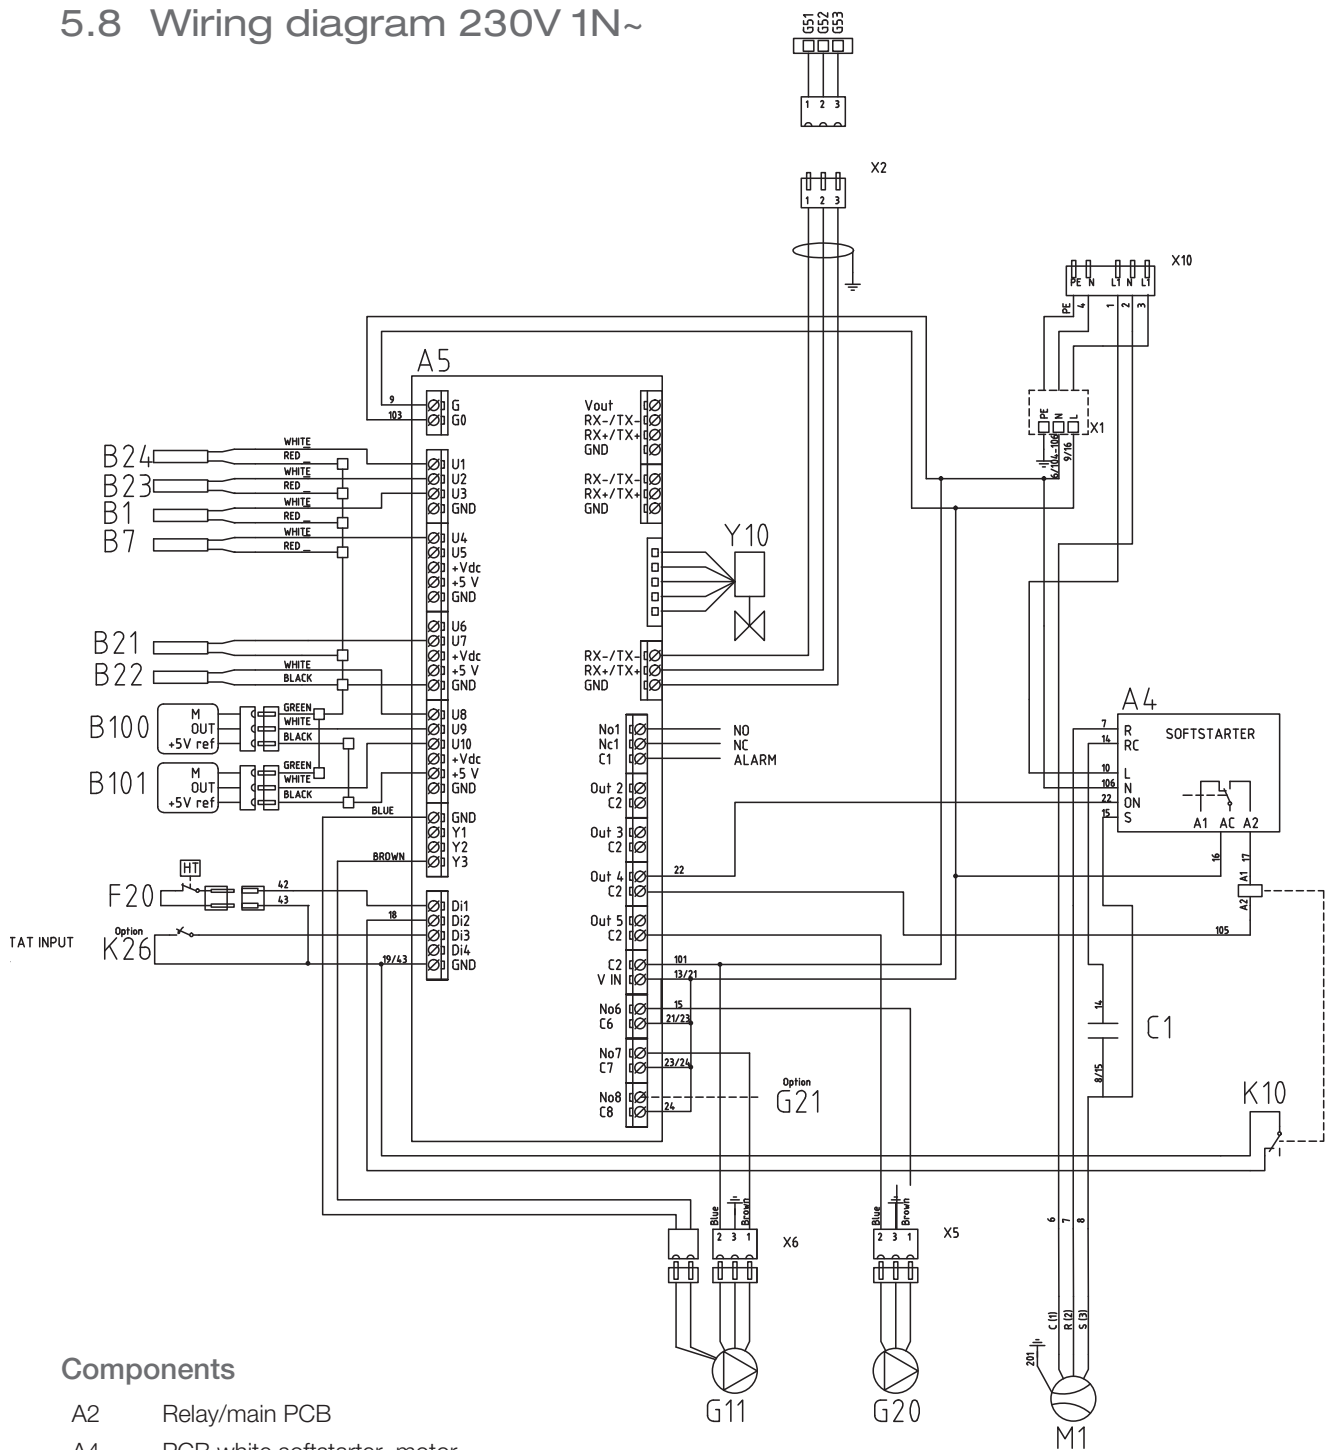 5.8 Wiring diagram 230V 1N~
G51
G52
G53
1 2 3
X2
1 2 3
X10
PE N L1 N L1
PE 4 1 2 3
A5
9 G
103 G0
Vout
RX-/TX-
RX+/TX+
GND
RX-/TX-
RX+/TX+
GND
PE N L
X1
6/104-106
9/16
B24 WHITE
RED
B23 WHITE
RED
B1 WHITE
RED
B7 WHITE
RED
U1
U2
U3
GND
U4
U5
+Vdc
+5 V
GND
Y10
B21
B22 WHITE
BLACK
U6
U7
+Vdc
+5 V
GND
RX-/TX-
RX+/TX+
GND
B100 M
OUT
+5V ref
GREEN
WHITE
BLACK
B101 M
OUT
+5V ref
GREEN
WHITE
BLACK
U8
U9
U10
+Vdc
+5 V
GND
BLUE GND
Y1
Y2
BROWN Y3
No1 NO
Nc1 NC
C1 ALARM
Out 2
C2
Out 3
C2
Out 4 22
C2
Out 5
C2
C2 101
V IN 13/21
No6 15
C6 21/23
No7
C7 23/24
No8
C8 24
Option
G21
A4
SOFTSTARTER
7 R
14 RC
10 L
106 N
22 ON
15 S
A1 AC A2
16 17
A1
A2
105
HT
F20 42
43
TAT INPUT
Option
K26
18
19/43
Di1
Di2
Di3
Di4
GND
14
C1
8/15
K10
Blue Brown
2 3 1
X6
Blue Brown
2 3 1
X5
6 7 8
C (1) R (2) S (3)
201
G11
G20
M1
Components
A2 Relay/main PCB
A4 PCB white softstarter, motor